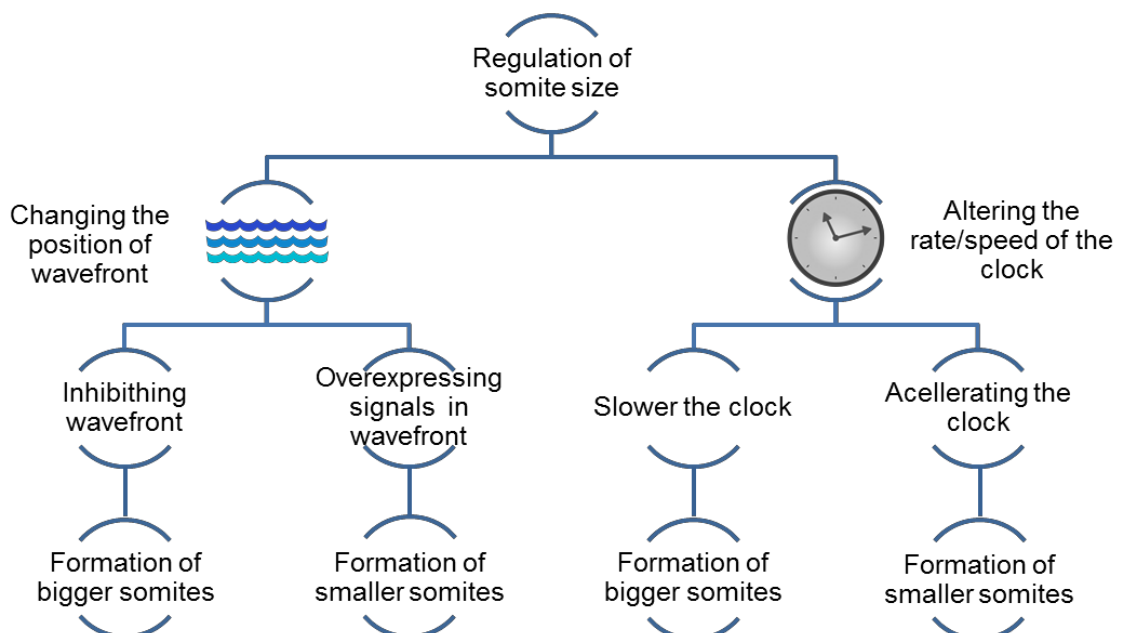 Regulation of
somite size
Changing the
position of
wavefront
Altering the
rate/speed of the
clock
Inhibithing
wavefront
Overexpressing
signals in
wavefront
Slower the clock
Acellerating the
clock
Formation of
bigger somites
Formation of
smaller somites
Formation of
bigger somites
Formation of
smaller somites